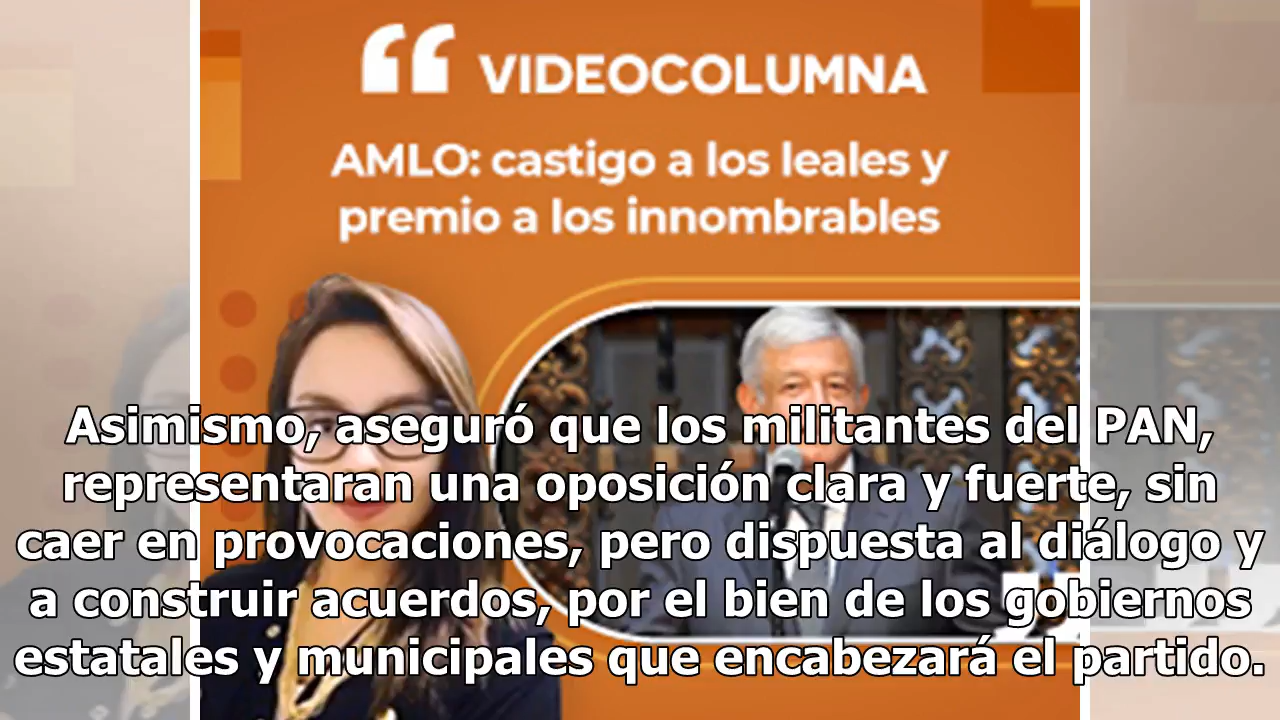 “ VIDEOCOLUMNA
AMLO: castigo a los leales y
premio a los innombrables
Asimismo, aseguró que los militantes del PAN,
representaran una oposición clara y fuerte, sin
caer en provocaciones, pero dispuesta al diálogo y
a construir acuerdos, por el bien de los gobiernos
estatales y municipales que encabezará el partido.